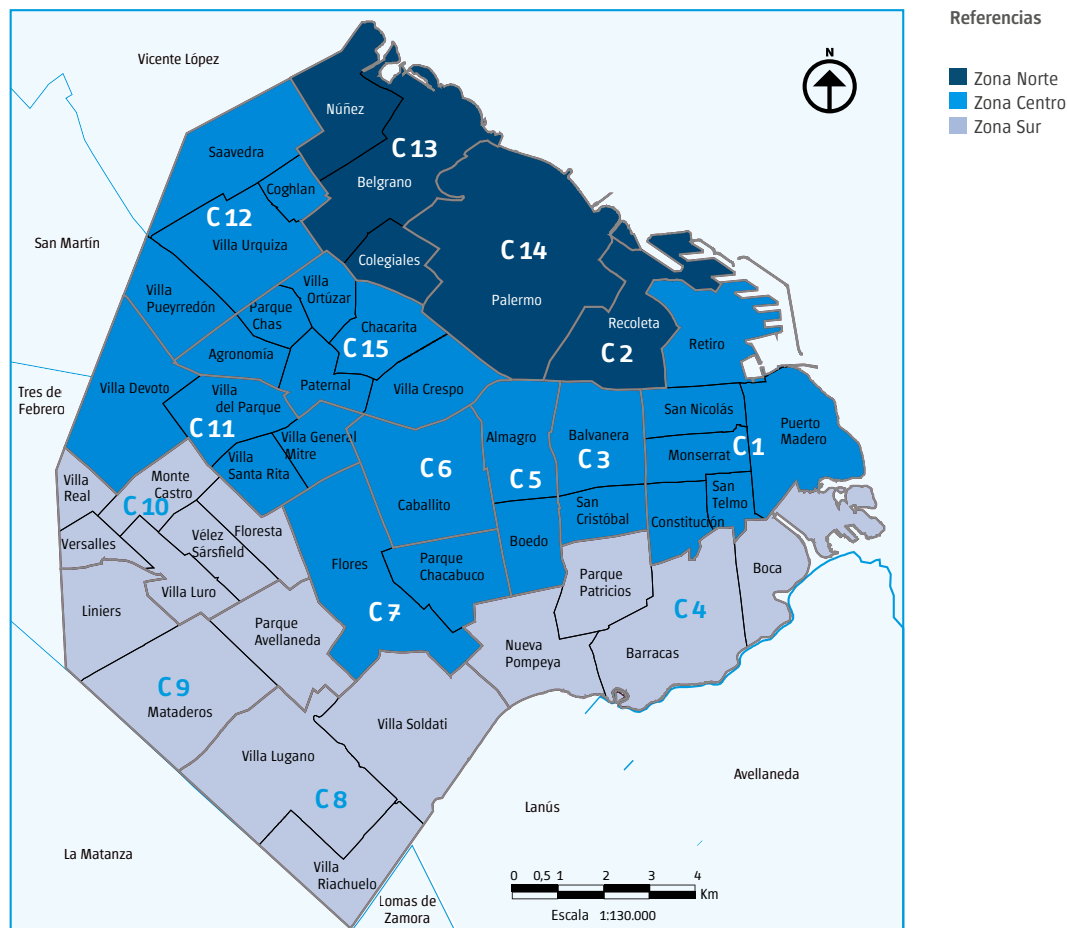 Referencias
Zona Norte
Zona Centro
Zona Sur
N
Vicente López
Núñez
C 13
Saavedra
Belgrano
Coghlan
C 12
San Martín
Villa Urquiza
C 14
Colegiales
Villa
Ortúzar
Villa
Pueyrredón
Palermo
Parque
Chas
Recoleta
Chacarita
Retiro
C 15
C 2
Agronomía
Tres de
Febrero
Villa Devoto
Villa
del Parque
Paternal
Villa Crespo
San Nicolás
Puerto
Madero
C 11
Villa General
Mitre
Almagro
Balvanera
C 1
Monserrat
C 3
Villa
Santa Rita
C 6
C 5
Villa
Real
Monte
Castro
San
Telmo
C 10
Caballito
San
Cristóbal
Constitución
Versalles
Vélez
Sársfield
Floresta
Boedo
Flores
Parque
Chacabuco
Boca
Villa Luro
Parque
Patricios
Liniers
C 7
C 4
Parque
Avellaneda
Nueva
Pompeya
Barracas
C 9
Mataderos
Villa Soldati
Villa Lugano
Avellaneda
C 8
Lanús
La Matanza
Villa
Riachuelo
Lomas de
Zamora
0 0,5 1 2 3 4
Km
Escala 1:130.000